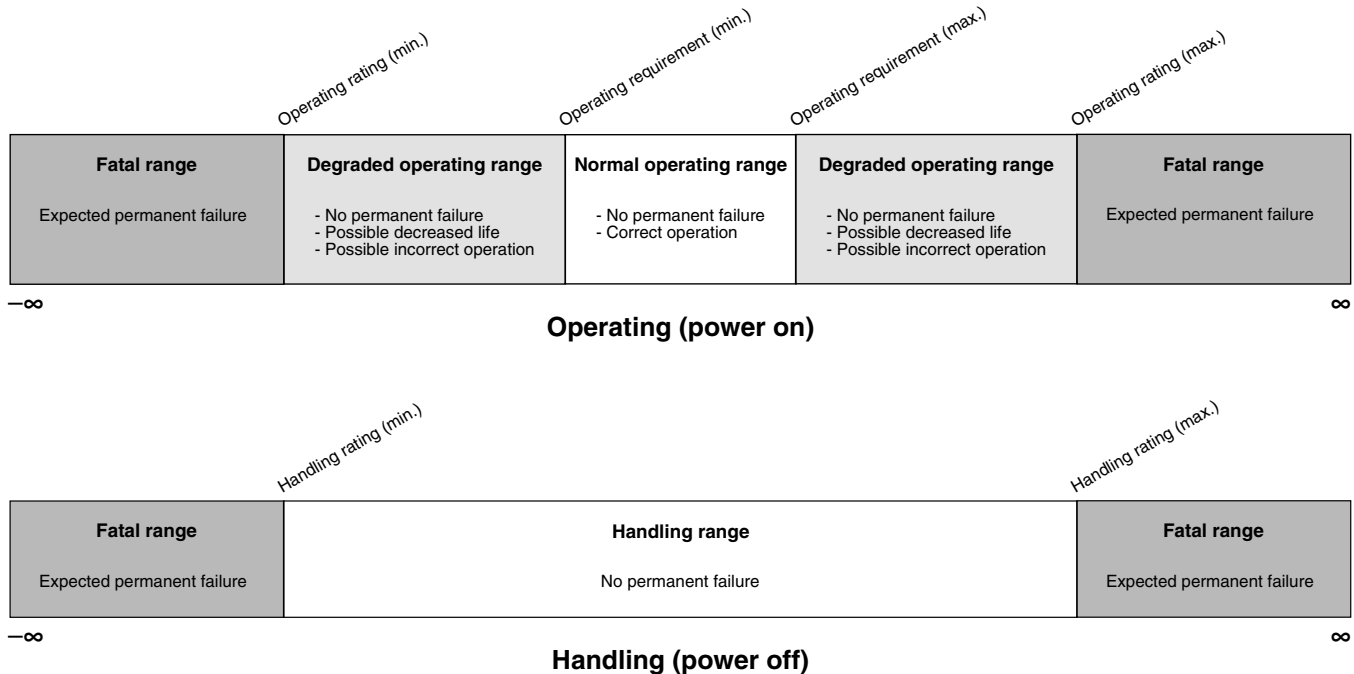 Operating rating (min.)
Operating requirement (min.)
Operating requirement (max.)
Operating rating (max.)
Fatal range
Expected permanent failure
Degraded operating range
- No permanent failure
- Possible decreased life
- Possible incorrect operation
Normal operating range
- No permanent failure
- Correct operation
Degraded operating range
- No permanent failure
- Possible decreased life
- Possible incorrect operation
Fatal range
Expected permanent failure
–∞
∞
Operating (power on)
Handling rating (min.)
Handling rating (max.)
Fatal range
Expected permanent failure
Handling range
No permanent failure
Fatal range
Expected permanent failure
–∞
∞
Handling (power off)